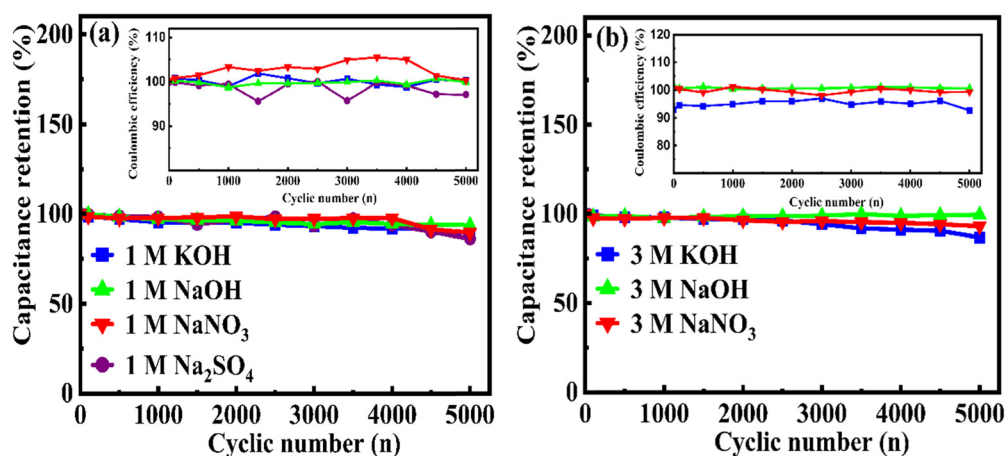 (a)
Capacitance retention (%)
200
150
100
50
0
Coulombic efficiency (%)
110
100
90
0
1000
2000
3000
4000
5000
Cyclic number (n)
1 M KOH
1 M NaOH
1 M NaNO₃
1 M Na₂SO₄
0
1000
2000
3000
4000
5000
Cyclic number (n)
(b)
Capacitance retention (%)
200
150
100
50
0
Coulombic efficiency (%)
120
110
100
90
80
70
0
1000
2000
3000
4000
5000
Cyclic number (n)
3 M KOH
3 M NaOH
3 M NaNO₃
0
1000
2000
3000
4000
5000
Cyclic number (n)